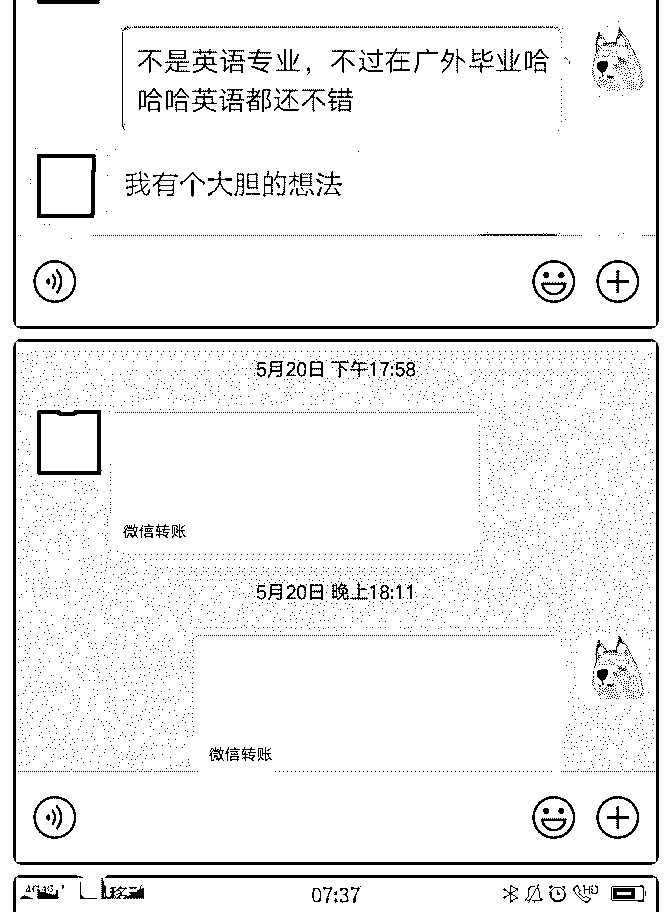 不是英语专业，不过在广外毕业哈
哈哈英语都还不错
我有个大胆的想法
5月20日 下午17:58
微信转账
5月20日 晚上18:11
微信转账
移动
07:37
HD